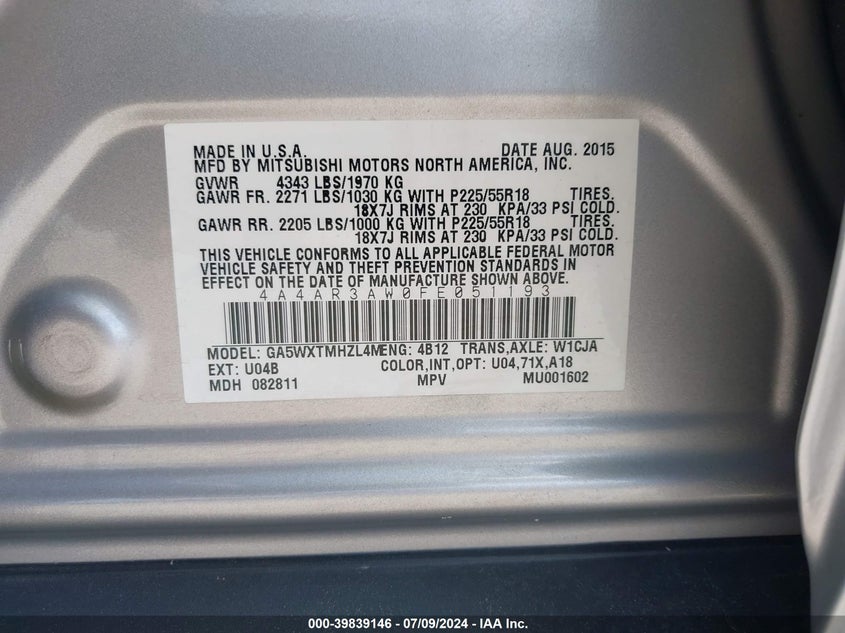 MADE IN U.S.A. DATE AUG. 2015
MFD BY MITSUBISHI MOTORS NORTH AMERICA, INC.
GVWR 4343 LBS/1970 KG
GAWR FR. 2271 LBS/1030 KG WITH P225/55R18 TIRES.
18X7J RIMS AT 230 KPA/33 PSI COLD.
GAWR RR. 2205 LBS/1000 KG WITH P225/55R18 TIRES.
18X7J RIMS AT 230 KPA/33 PSI COLD.
THIS VEHICLE CONFORMS TO ALL APPLICABLE FEDERAL MOTOR
VEHICLE SAFETY AND THEFT PREVENTION STANDARDS IN
EFFECT ON THE DATE OF MANUFACTURE SHOWN ABOVE.
4A4AR3AW0FE051193
MODEL: GA5WXTMHZL4MENG: 4B12 TRANS,AXLE: W1CJA
EXT: U04B COLOR,INT,OPT: U04,71X,A18
MDH 082811 MPV MU001602
000-39839146 - 07/09/2024 - IAA Inc.